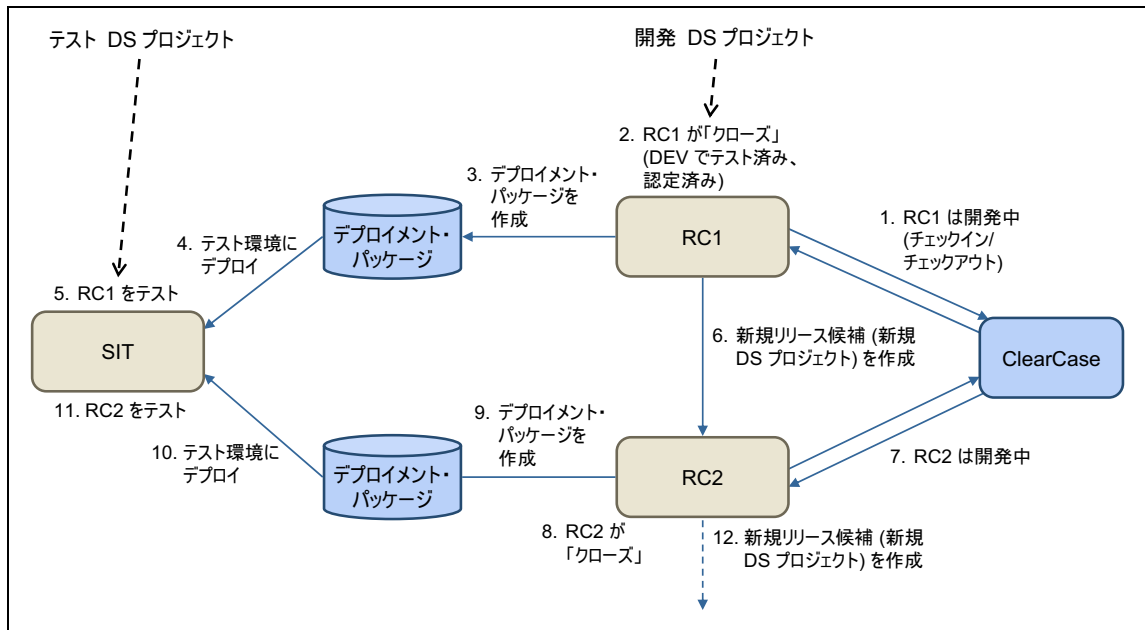 テスト DS プロジェクト
開発 DS プロジェクト
2. RC1 が「クローズ」
(DEV でテスト済み、
認定済み)
3. デプロイメント・
パッケージを
作成
1. RC1 は開発中
(チェックイン/
チェックアウト)
デプロイメント・
パッケージ
RC1
4. テスト環境に
デプロイ
5. RC1 をテスト
SIT
6. 新規リリース候補 (新規
DS プロジェクト) を作成
ClearCase
11. RC2 をテスト
9. デプロイメント・
パッケージを
作成
10. テスト環境に
デプロイ
デプロイメント・
パッケージ
RC2
7. RC2 は開発中
8. RC2 が
「クローズ」
12. 新規リリース候補 (新規
DS プロジェクト) を作成